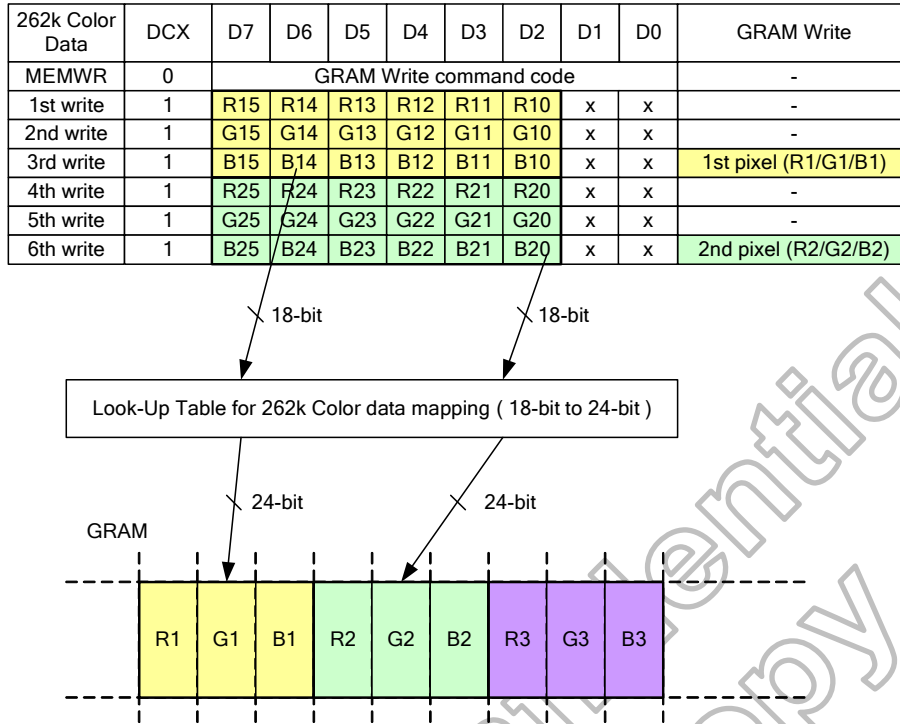 262k Color Data DCX D7 D6 D5 D4 D3 D2 D1 D0 GRAM Write
MEMWR 0 GRAM Write command code -
1st write 1 R15 R14 R13 R12 R11 R10 x x -
2nd write 1 G15 G14 G13 G12 G11 G10 x x -
3rd write 1 B15 B14 B13 B12 B11 B10 x x 1st pixel (R1/G1/B1)
4th write 1 R25 R24 R23 R22 R21 R20 x x -
5th write 1 G25 G24 G23 G22 G21 G20 x x -
6th write 1 B25 B24 B23 B22 B21 B20 x x 2nd pixel (R2/G2/B2)
18-bit 18-bit
Look-Up Table for 262k Color data mapping ( 18-bit to 24-bit )
24-bit 24-bit
GRAM
R1 G1 B1 R2 G2 B2 R3 G3 B3